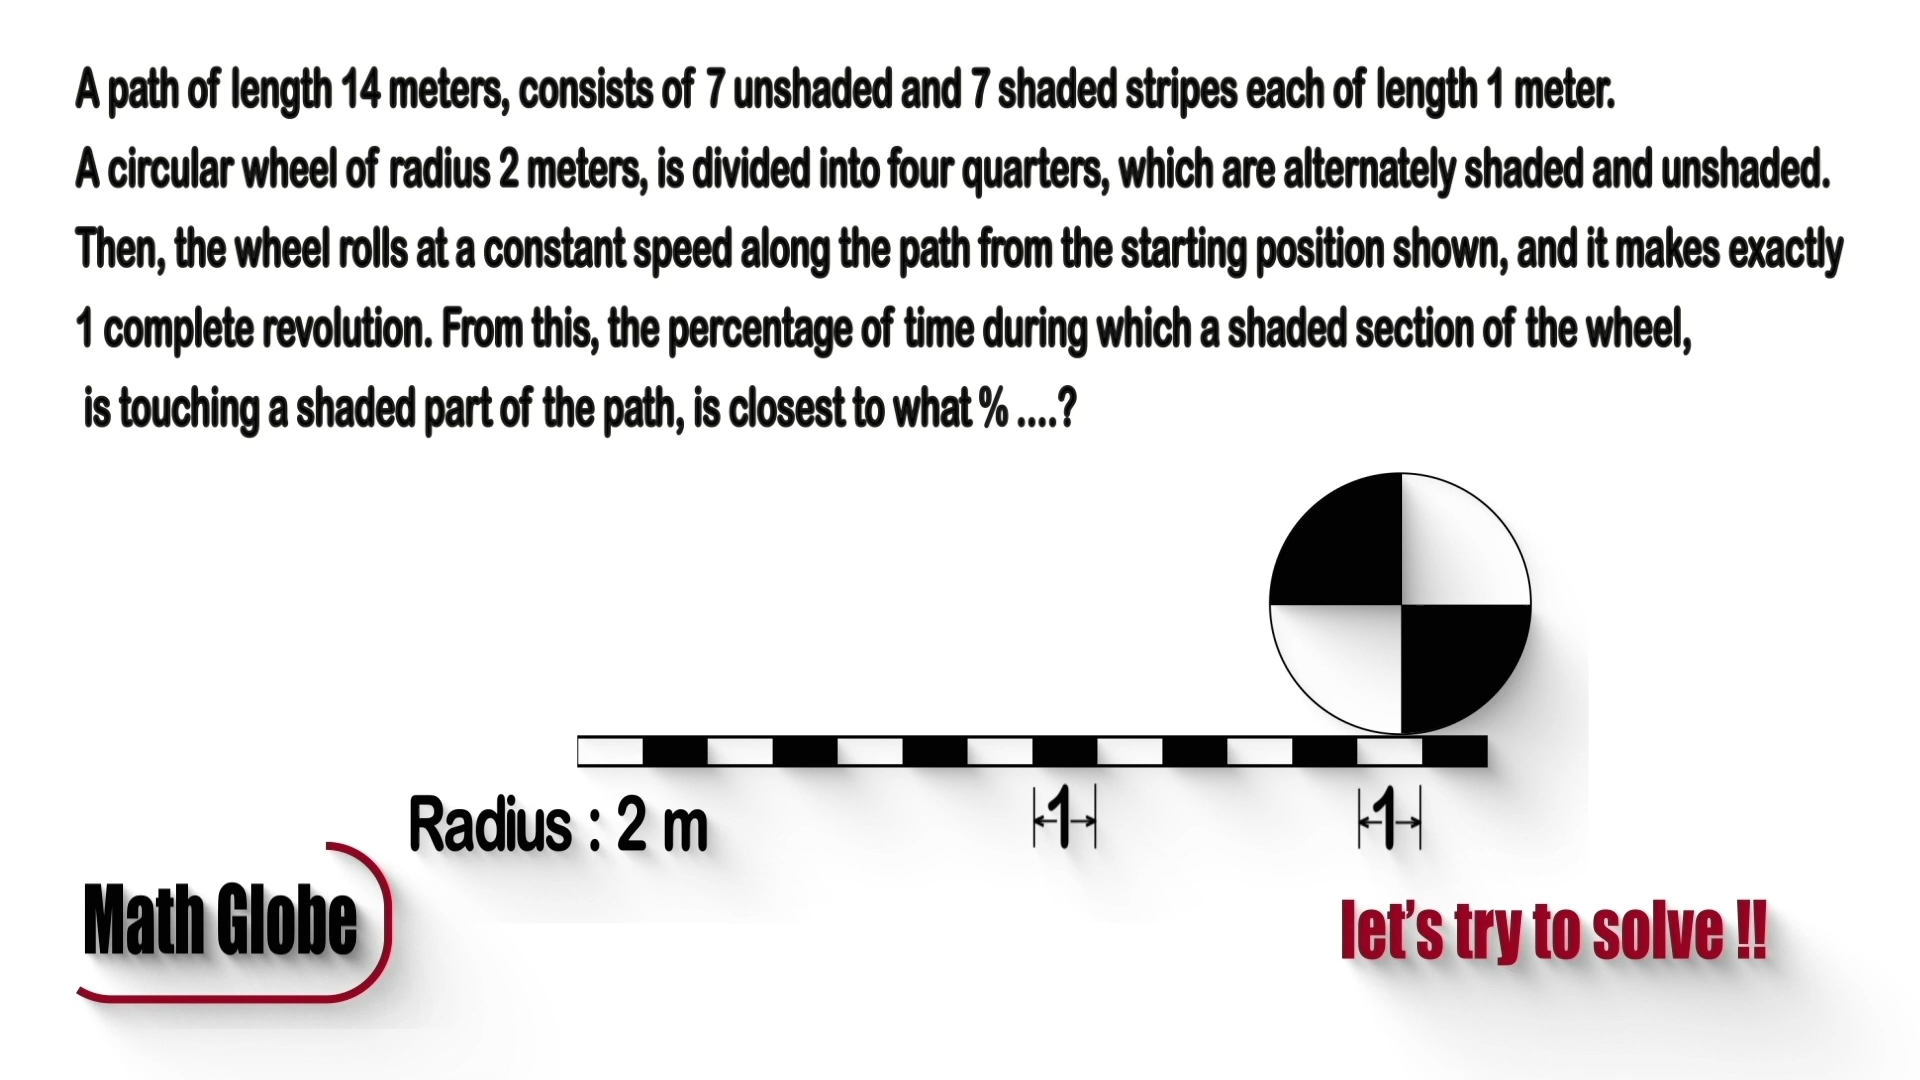 A path of length 14 meters, consists of 7 unshaded and 7 shaded stripes each of length 1 meter.
A circular wheel of radius 2 meters, is divided into four quarters, which are alternately shaded and unshaded.
Then, the wheel rolls at a constant speed along the path from the starting position shown, and it makes exactly
1 complete revolution. From this, the percentage of time during which a shaded section of the wheel,
is touching a shaded part of the path, is closest to what % ....?
1
1
Radius : 2 m
Math Globe
let's try to solve !!